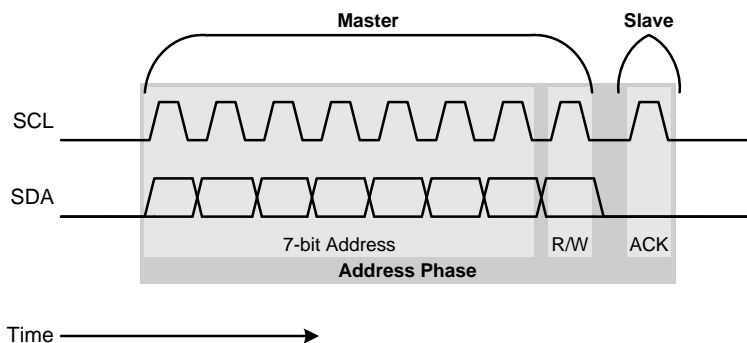 Master
Slave
SCL
SDA
7-bit Address
R/W
ACK
Address Phase
Time